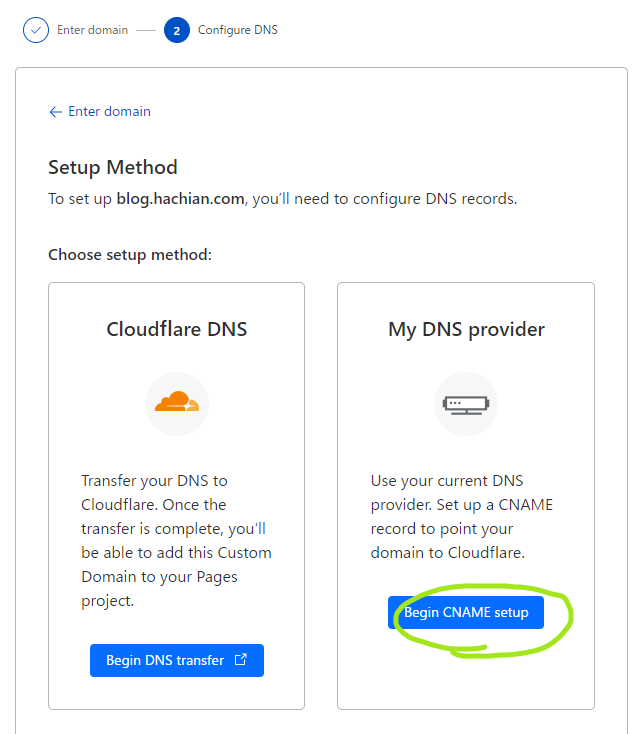 Enter domain
2
Configure DNS
← Enter domain
Setup Method
To set up blog.hachian.com, you'll need to configure DNS records.
Choose setup method:
Cloudflare DNS
Transfer your DNS to
Cloudflare. Once the
transfer is complete, you'll
be able to add this Custom
Domain to your Pages
project.
Begin DNS transfer
My DNS provider
Use your current DNS
provider. Set up a CNAME
record to point your
domain to Cloudflare.
Begin CNAME setup